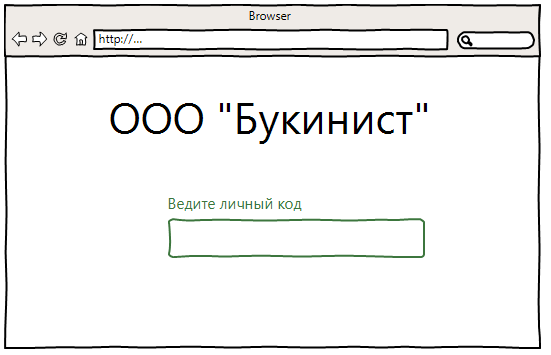 Browser
http://...
ООО "Букинист"
Ведите личный код